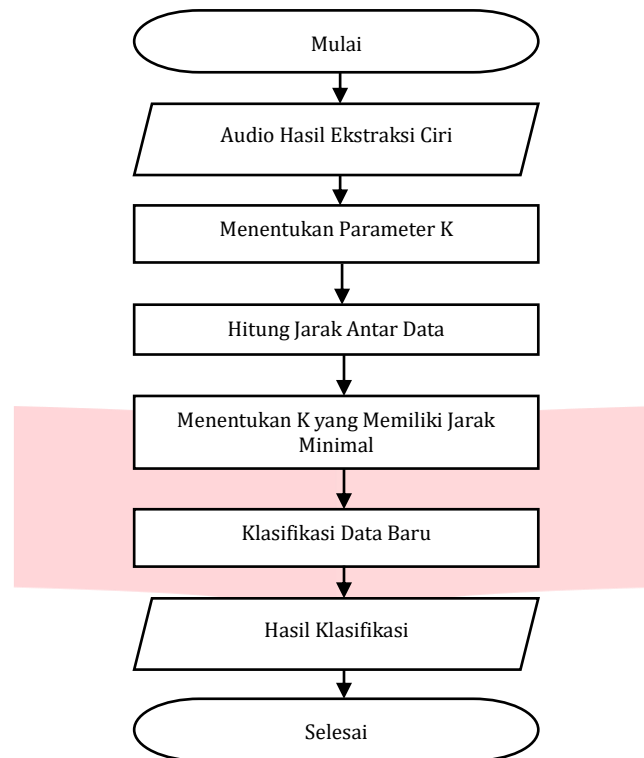 Mulai
Audio Hasil Ekstraksi Ciri
Menentukan Parameter K
Hitung Jarak Antar Data
Menentukan K yang Memiliki Jarak
Minimal
Klasifikasi Data Baru
Hasil Klasifikasi
Selesai